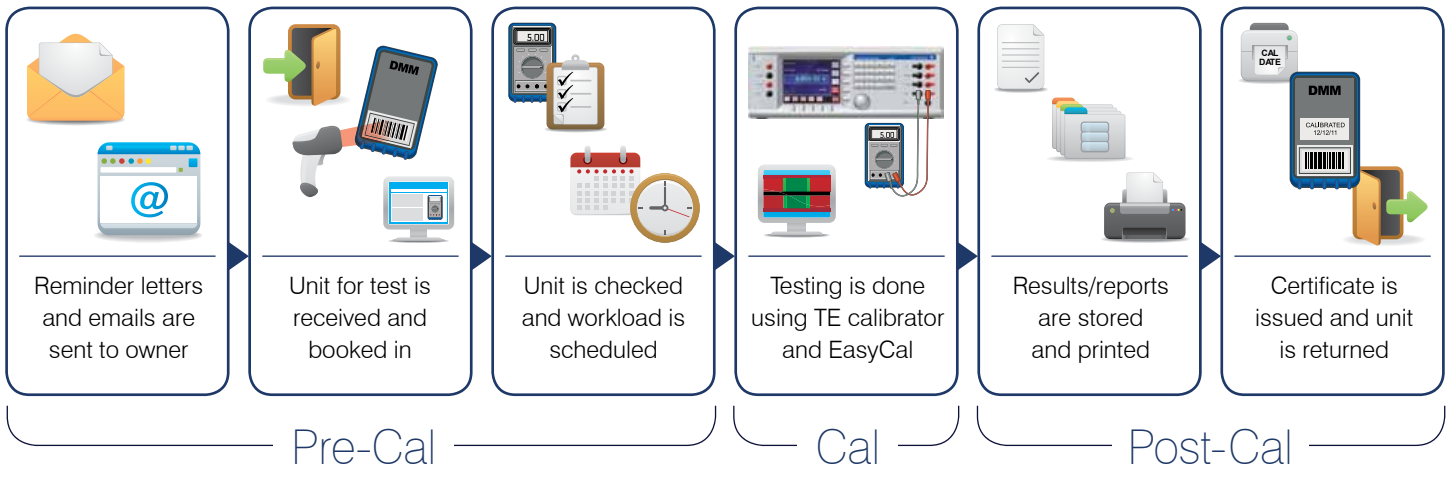 @
DMM
5.00
5.00
CAL
DATE
DMM
CALIBRATED
12/12/11
Reminder letters
and emails are
sent to owner
Unit for test is
received and
booked in
Unit is checked
and workload is
scheduled
Testing is done
using TE calibrator
and EasyCal
Results/reports
are stored
and printed
Certificate is
issued and unit
is returned
Pre-Cal
Cal
Post-Cal